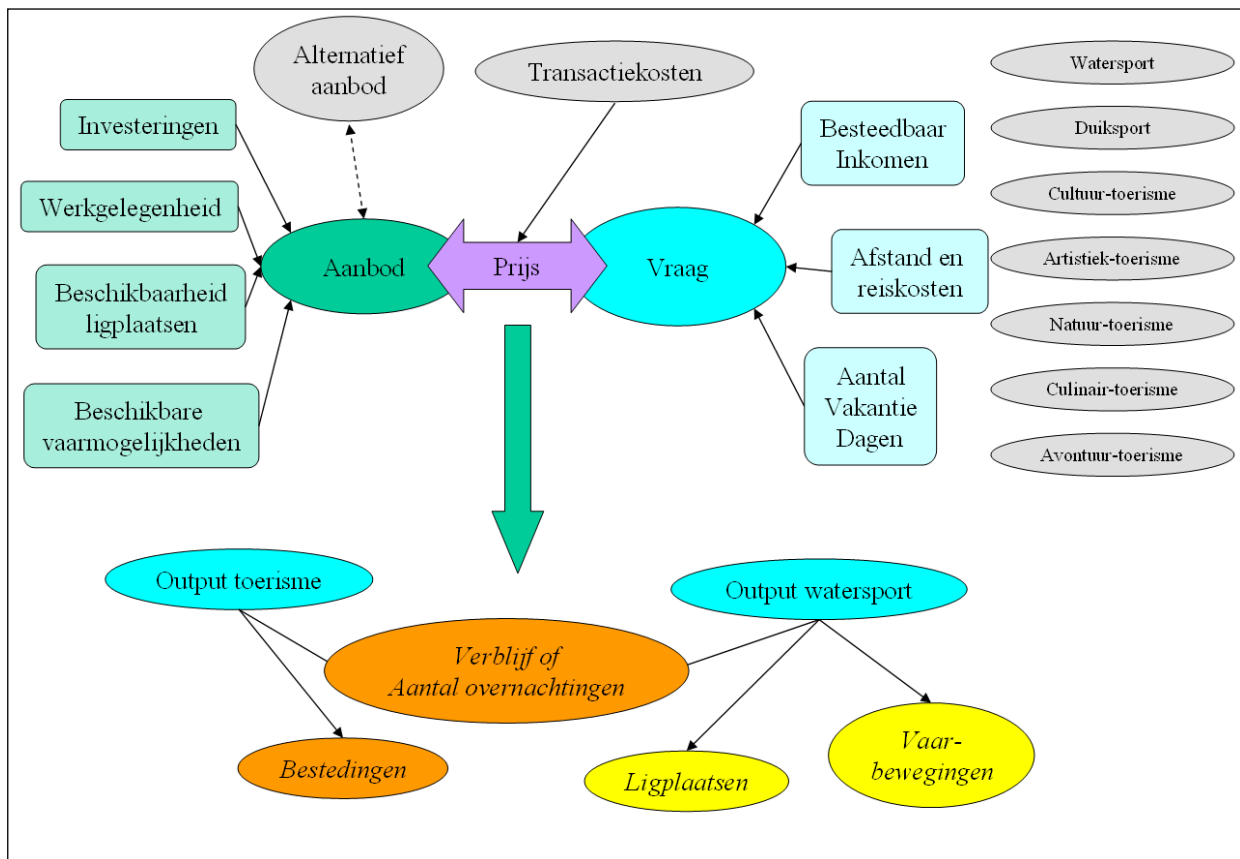 Alternatief
aanbod
Transactiekosten
Watersport
Investeringen
Besteedbaar
Inkomen
Duiksport
Werkgelegenheid
Cultuur-toerisme
Aanbod
Prijs
Vraag
Afstand en
reiskosten
Artistiek-toerisme
Beschikbaarheid
ligplaatsen
Natuur-toerisme
Beschikbare
vaarmogelijkheden
Aantal
Vakantie
Dagen
Culinair-toerisme
Avontuur-toerisme
Output toerisme
Output watersport
Verblijf of
Aantal overnachtingen
Bestedingen
Ligplaatsen
Vaar-
bewegingen